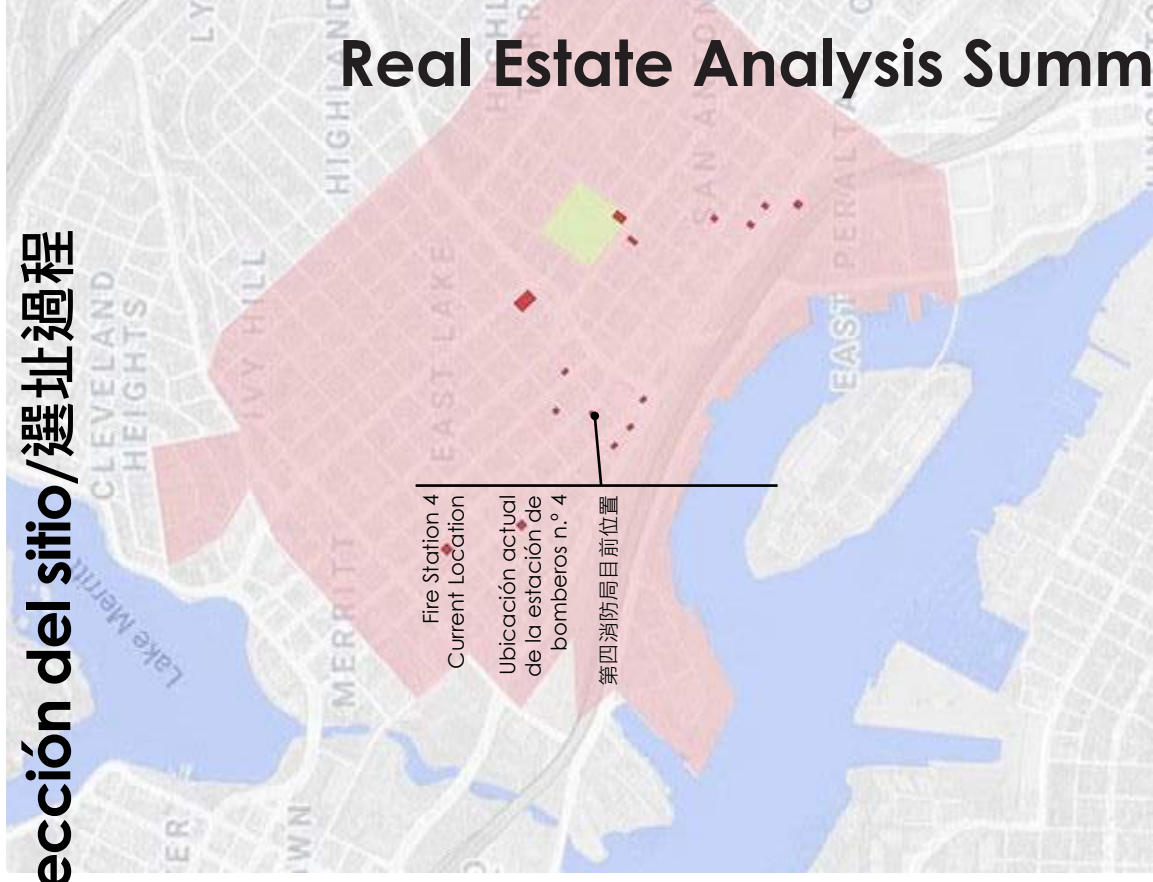 Real Estate Analysis Summ
ección del sitio/選址過程
Fire Station 4
Current Location
Ubicación actual
de la estación de
bomberos n.º 4
第四消防局目前位置
CLEVELAND
HEIGHTS
IVY HILL
EAST LAKE
SAN ANTON
EAST PERALTA
MERRITT
Lake Merritt
HIGHLAND
LY